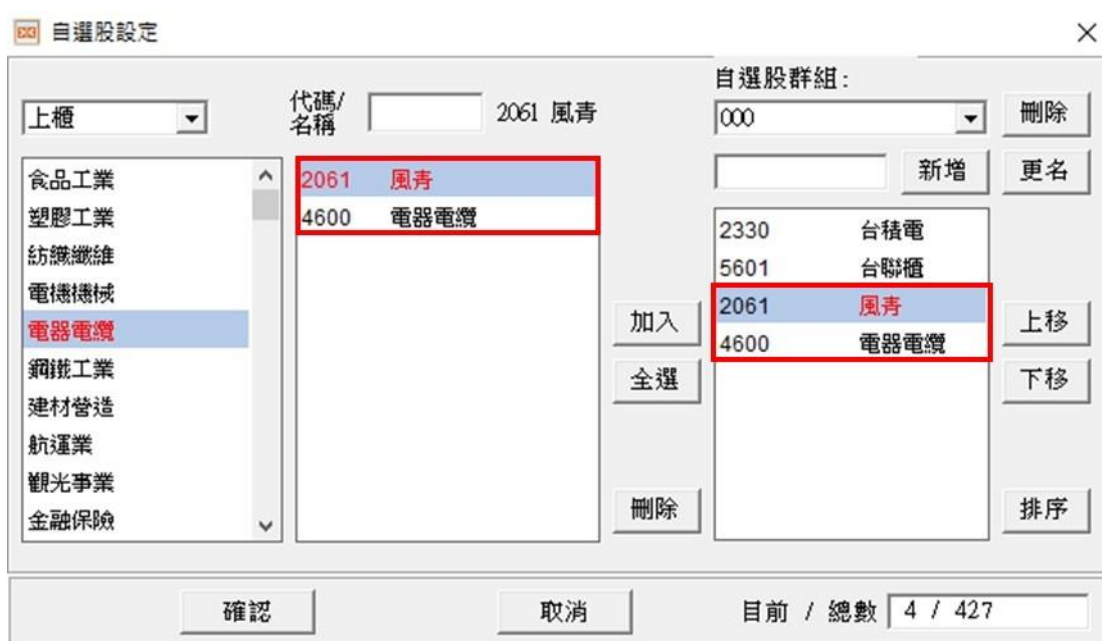 自選股設定
自選股群組:
上櫃
代碼/
名稱
2061 風青
000
刪除
新增
更名
食品工業
塑膠工業
紡織纖維
電機機械
電器電纜
鋼鐵工業
建材營造
航運業
觀光事業
金融保險
2061 風青
4600 電器電纜
加入
全選
刪除
2330 台積電
5601 台聯櫃
2061 風青
4600 電器電纜
上移
下移
排序
確認
取消
目前 / 總數 4 / 427